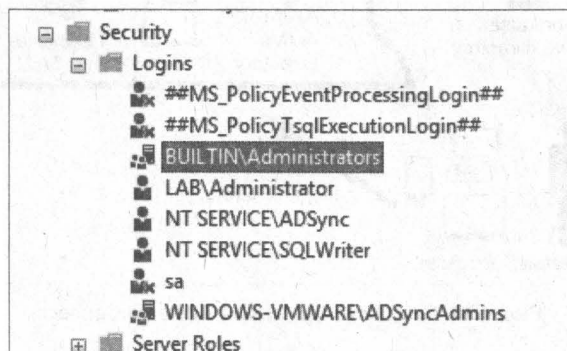 Security
Logins
##MS_PolicyEventProcessingLogin##
##MS_PolicyTsqlExecutionLogin##
BUILTIN\Administrators
LAB\Administrator
NT SERVICE\ADSync
NT SERVICE\SQLWriter
sa
WINDOWS-VMWARE\ADSyncAdmins
Server Roles